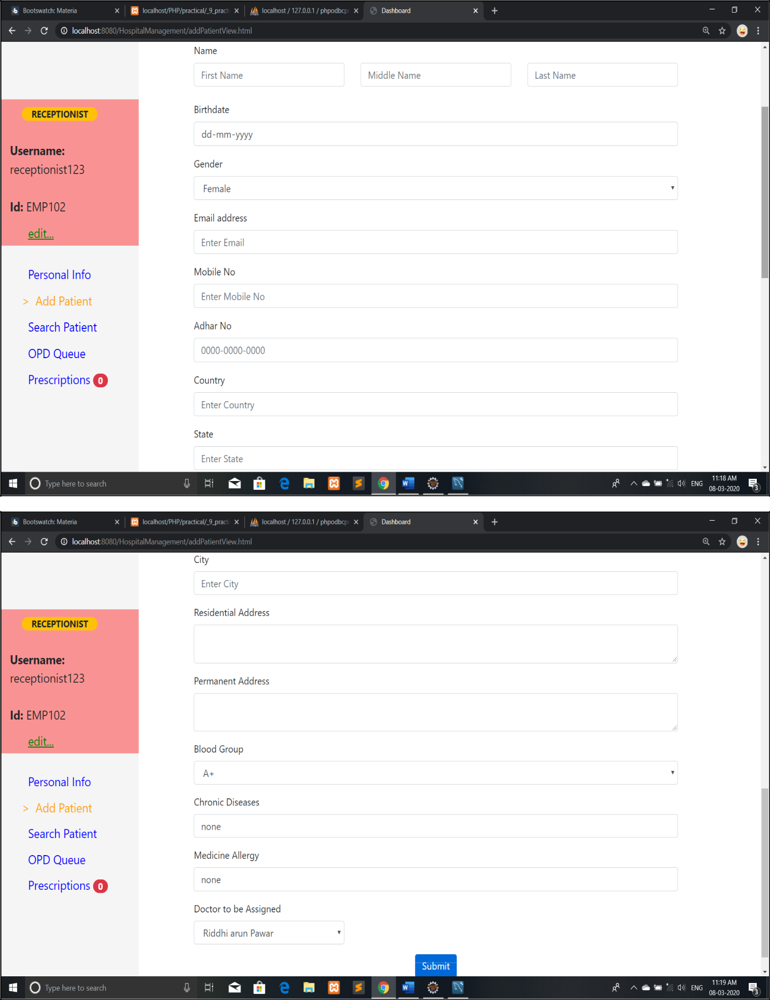 Bootswatch: Materia
localhost/PHP/practical/_9_practi
localhost / 127.0.0.1 / phpodbcpr
Dashboard
localhost:8080/HospitalManagement/addPatientView.html
Name
First Name
Middle Name
Last Name
RECEPTIONIST
Username:
receptionist123
Id: EMP102
edit...
Personal Info
> Add Patient
Search Patient
OPD Queue
Prescriptions 0
Birthdate
dd-mm-yyyy
Gender
Female
Email address
Enter Email
Mobile No
Enter Mobile No
Adhar No
0000-0000-0000
Country
Enter Country
State
Enter State
Type here to search
ENG
11:18 AM
08-03-2020
3
Bootswatch: Materia
localhost/PHP/practical/_9_practi
localhost / 127.0.0.1 / phpodbcpr
Dashboard
localhost:8080/HospitalManagement/addPatientView.html
RECEPTIONIST
Username:
receptionist123
Id: EMP102
edit...
Personal Info
> Add Patient
Search Patient
OPD Queue
Prescriptions 0
City
Enter City
Residential Address
Permanent Address
Blood Group
A+
Chronic Diseases
none
Medicine Allergy
none
Doctor to be Assigned
Riddhi arun Pawar
Submit
Type here to search
ENG
11:19 AM
08-03-2020
3